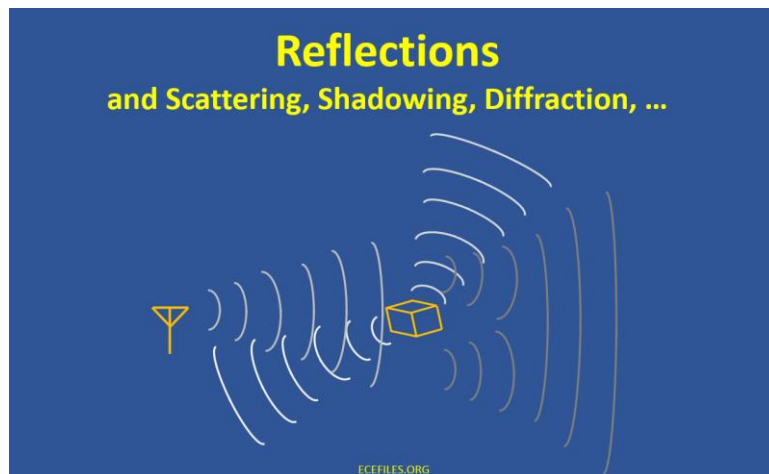 Reflections
and Scattering, Shadowing, Diffraction, …
ECEFILES.ORG